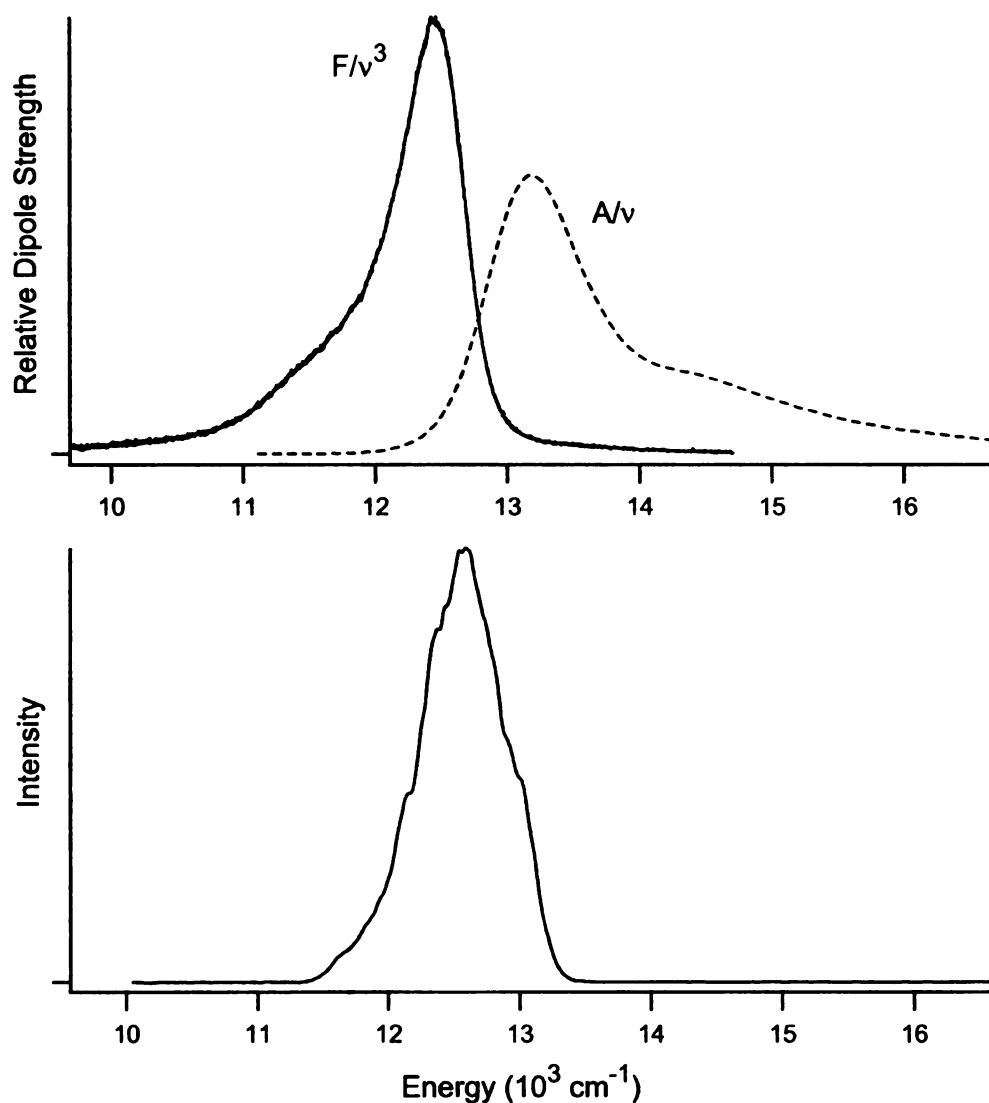 Relative Dipole Strength
F/ν³
A/ν
10 11 12 13 14 15 16
Intensity
10 11 12 13 14 15 16
Energy (10³ cm⁻¹)